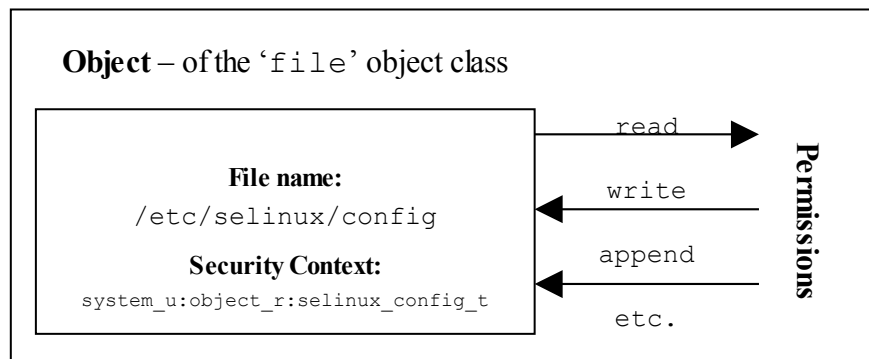 Object – of the ‘file’ object class
File name:
/etc/selinux/config
Security Context:
system_u:object_r:selinux_config_t
read
write
append
etc.
Permissions